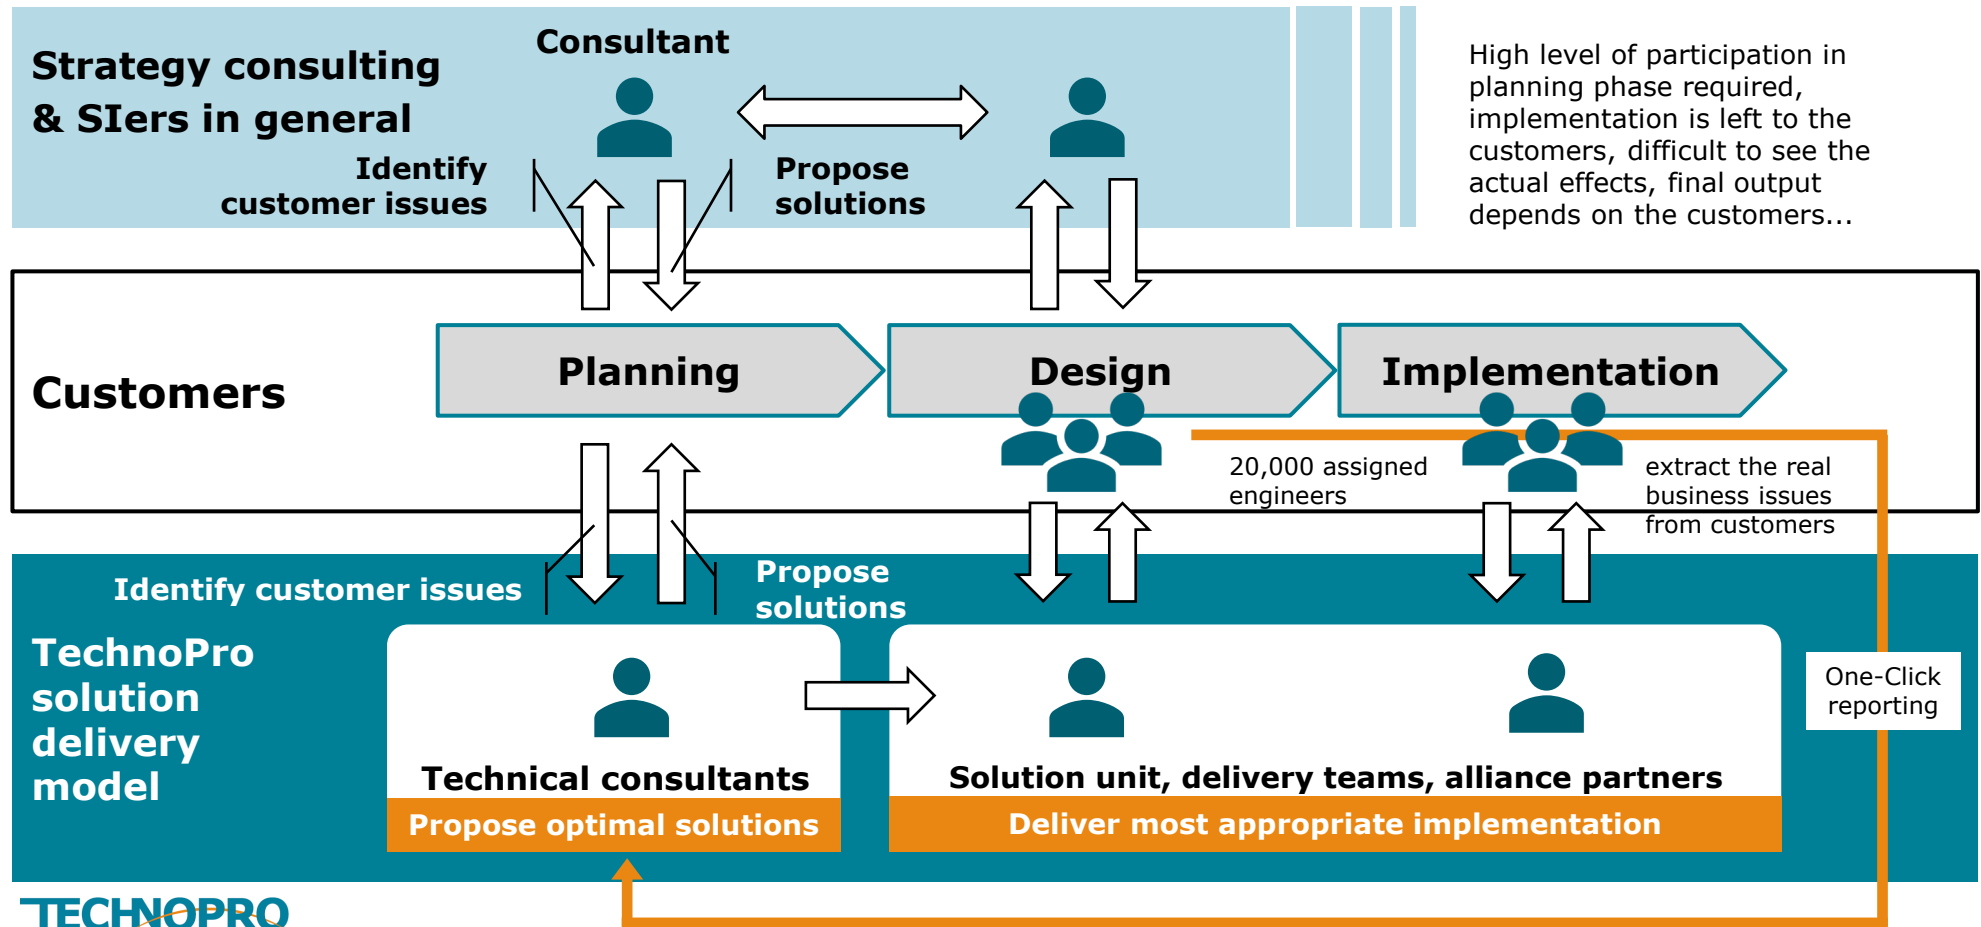 Strategy consulting
& SIers in general
Consultant
Identify
customer issues
Propose
solutions
High level of participation in
planning phase required,
implementation is left to the
customers, difficult to see the
actual effects, final output
depends on the customers...
Customers
Planning
Design
Implementation
20,000 assigned
engineers
extract the real
business issues
from customers
Identify customer issues
Propose
solutions
TechnoPro
solution
delivery
model
Technical consultants
Propose optimal solutions
Solution unit, delivery teams, alliance partners
Deliver most appropriate implementation
One-Click
reporting
TECHNOPRO